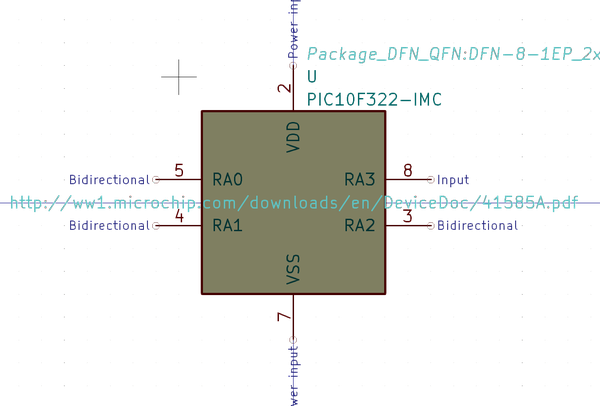 Power in
Package_DFN_QFN:DFN-8-1EP_2x
U
2
PIC10F322-IMC
VDD
5
8
Bidirectional
RA0
RA3
Input
http://ww1.microchip.com/downloads/en/DeviceDoc/41585A.pdf
4
3
Bidirectional
RA1
RA2
Bidirectional
VSS
7
wer input